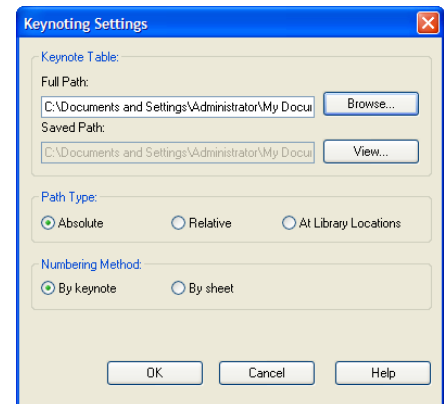 Keynoting Settings
Keynote Table:
Full Path:
C:\Documents and Settings\Administrator\My Docu
Browse...
Saved Path:
C:\Documents and Settings\Administrator\My Docu
View...
Path Type:
Absolute Relative At Library Locations
Numbering Method:
By keynote By sheet
OK Cancel Help